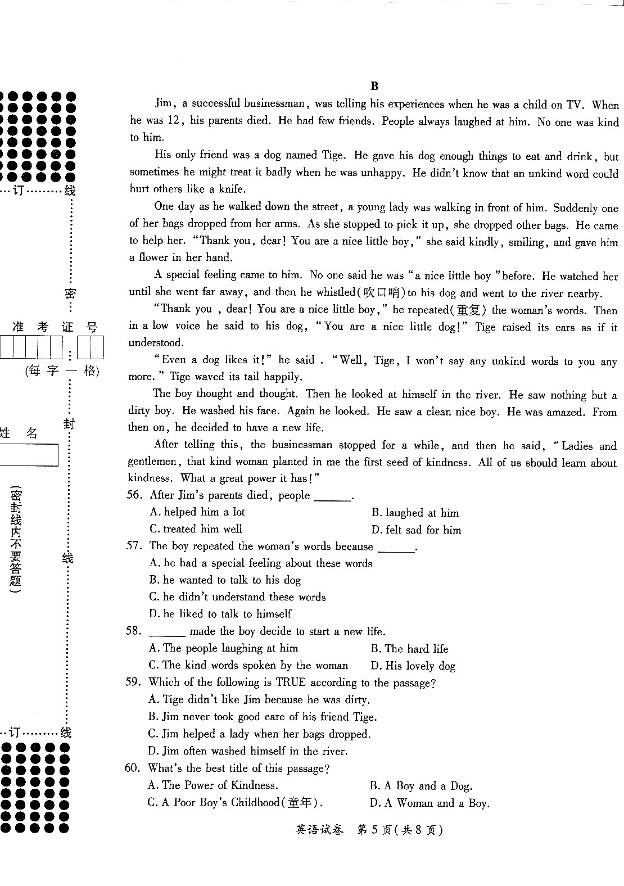 B
Jim, a successful businessman, was telling his experiences when he was a child on TV. When
he was 12, his parents died. He had few friends. People always laughed at him. No one was kind
to him.
His only friend was a dog named Tige. He gave his dog enough things to eat and drink, but
sometimes he might treat it badly when he was unhappy. He didn't know that an unkind word could
hurt others like a knife.
One day as he walked down the street, a young lady was walking in front of him. Suddenly one
of her bags dropped from her arms. As she stopped to pick it up, she dropped other bags. He came
to help her. "Thank you, dear! You are a nice little boy," she said kindly, smiling, and gave him
a flower in her hand.
A special feeling came to him. No one said he was "a nice little boy "before. He watched her
until she went far away, and then he whistled(吹口哨)to his dog and went to the river nearby.
"Thank you , dear! You are a nice little boy," he repeated(重复) the woman's words. Then
in a low voice he said to his dog, "You are a nice little dog!" Tige raised its ears as if it
understood.
"Even a dog likes it!" he said . "Well, Tige, I won't say any unkind words to you any
more." Tige waved its tail happily.
The boy thought and thought. Then he looked at himself in the river. He saw nothing but a
dirty boy. He washed his face. Again he looked. He saw a clean nice boy. He was amazed. From
then on, he decided to have a new life.
After telling this, the businessman stopped for a while, and then he said, "Ladies and
gentlemen, that kind woman planted in me the first seed of kindness. All of us should learn about
kindness. What a great power it has!"
56. After Jim's parents died, people ______.
A. helped him a lot B. laughed at him
C. treated him well D. felt sad for him
57. The boy repeated the woman's words because ______.
A. he had a special feeling about these words
B. he wanted to talk to his dog
C. he didn't understand these words
D. he liked to talk to himself
58. ______ made the boy decide to start a new life.
A. The people laughing at him B. The hard life
C. The kind words spoken by the woman D. His lovely dog
59. Which of the following is TRUE according to the passage?
A. Tige didn't like Jim because he was dirty.
B. Jim never took good care of his friend Tige.
C. Jim helped a lady when her bags dropped.
D. Jim often washed himself in the river.
60. What's the best title of this passage?
A. The Power of Kindness. B. A Boy and a Dog.
C. A Poor Boy's Childhood(童年). D. A Woman and a Boy.
英语试卷 第5页(共8页)
订
线
密
准考证号
(每字一格)
封
姓名
(密封线内不要答题)
线
订
线